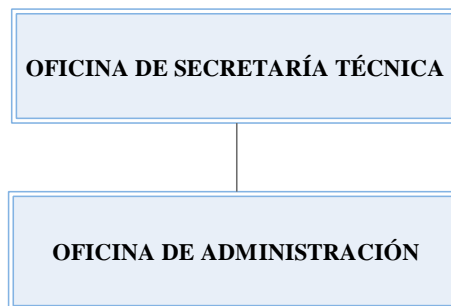 OFICINA DE SECRETARÍA TÉCNICA
OFICINA DE ADMINISTRACIÓN